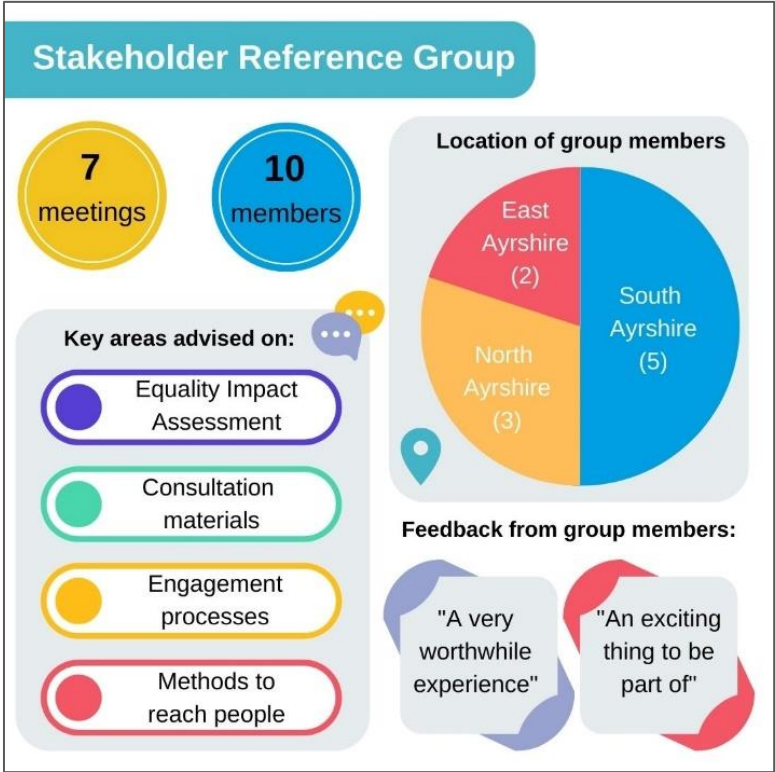 Stakeholder Reference Group
7
meetings
10
members
Location of group members
East
Ayrshire
(2)
South
Ayrshire
(5)
North
Ayrshire
(3)
Key areas advised on:
Equality Impact
Assessment
Consultation
materials
Engagement
processes
Methods to
reach people
Feedback from group members:
"A very
worthwhile
experience"
"An exciting
thing to be
part of"